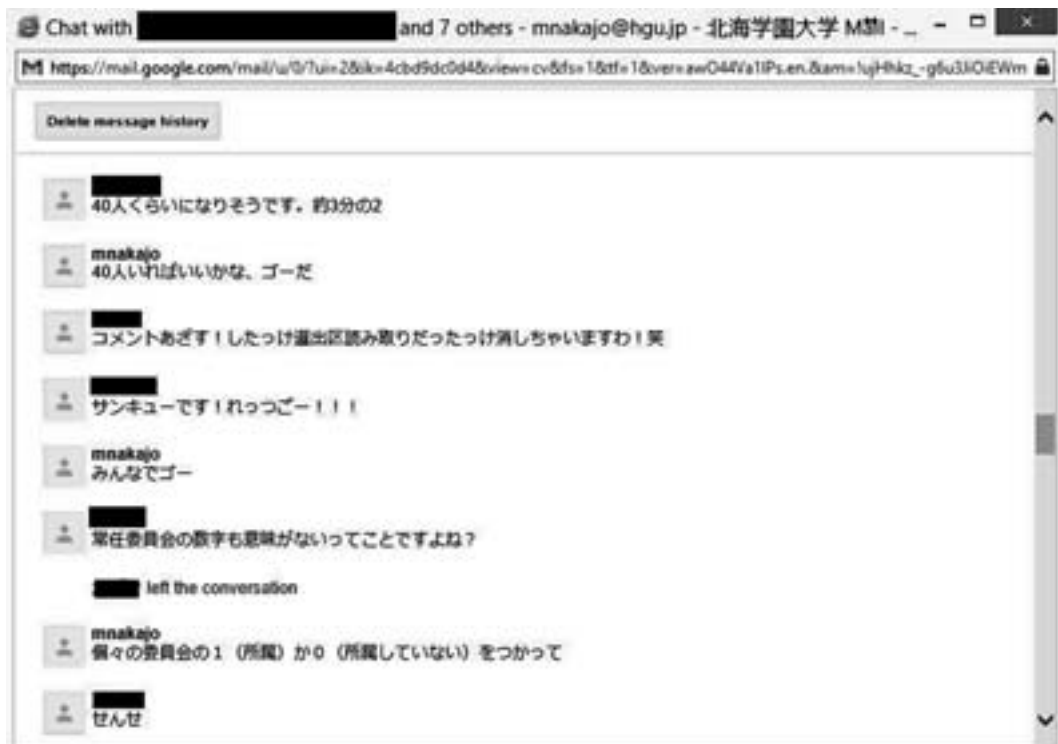 Chat with and 7 others - mnakajo@hgu.jp - 北海学園大学
https://mail.google.com/mail/u/0/?ui=2&ik=4cbd9dc0d4&view=cv&fs=1&tf=1&ver=awO44Va1IPs.en.
Delete message history
40人くらいになりそうです。約3分の2
mnakajo
40人いればいいかな、ゴーだ
コメントあざす！したっけ選出区読み取りだったっけ消しちゃいますわ！笑
サンキューです！れっつごー！！！
mnakajo
みんなでゴー
常任委員会の数字も意味がないってことですよね？
left the conversation
mnakajo
個々の委員会の１（所属）か０（所属していない）をつかって
せんせ